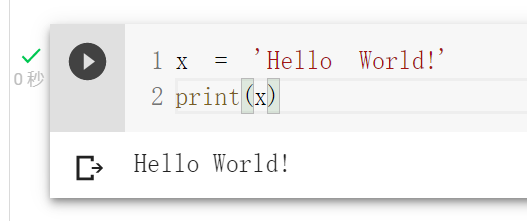 0 秒
1 x = 'Hello World!'
2 print(x)
Hello World!